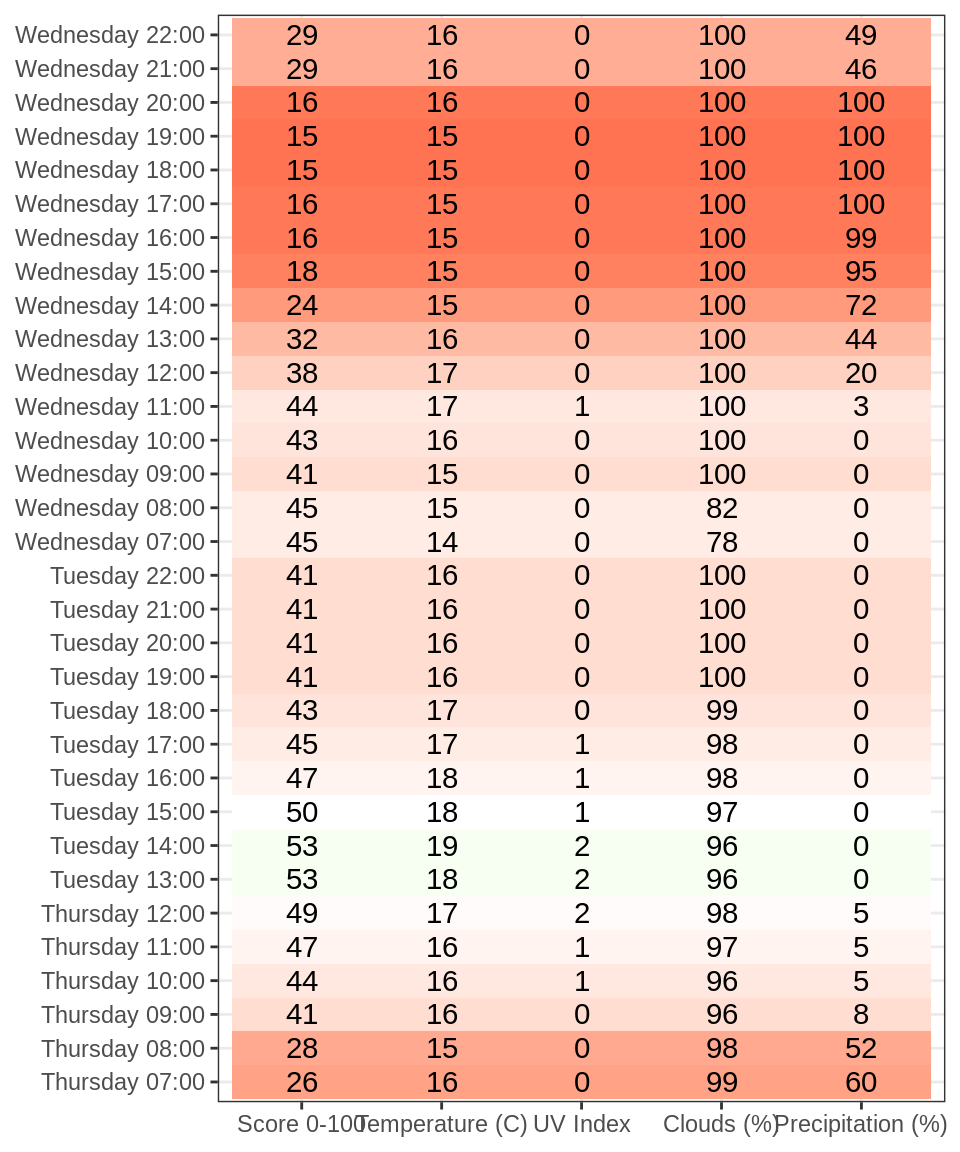 Wednesday 22:00 29 16 0 100 49
Wednesday 21:00 29 16 0 100 46
Wednesday 20:00 16 16 0 100 100
Wednesday 19:00 15 15 0 100 100
Wednesday 18:00 15 15 0 100 100
Wednesday 17:00 16 15 0 100 100
Wednesday 16:00 16 15 0 100 99
Wednesday 15:00 18 15 0 100 95
Wednesday 14:00 24 15 0 100 72
Wednesday 13:00 32 16 0 100 44
Wednesday 12:00 38 17 0 100 20
Wednesday 11:00 44 17 1 100 3
Wednesday 10:00 43 16 0 100 0
Wednesday 09:00 41 15 0 100 0
Wednesday 08:00 45 15 0 82 0
Wednesday 07:00 45 14 0 78 0
Tuesday 22:00 41 16 0 100 0
Tuesday 21:00 41 16 0 100 0
Tuesday 20:00 41 16 0 100 0
Tuesday 19:00 41 16 0 100 0
Tuesday 18:00 43 17 0 99 0
Tuesday 17:00 45 17 1 98 0
Tuesday 16:00 47 18 1 98 0
Tuesday 15:00 50 18 1 97 0
Tuesday 14:00 53 19 2 96 0
Tuesday 13:00 53 18 2 96 0
Thursday 12:00 49 17 2 98 5
Thursday 11:00 47 16 1 97 5
Thursday 10:00 44 16 1 96 5
Thursday 09:00 41 16 0 96 8
Thursday 08:00 28 15 0 98 52
Thursday 07:00 26 16 0 99 60
Score 0-100 Temperature (C) UV Index Clouds (%) Precipitation (%)